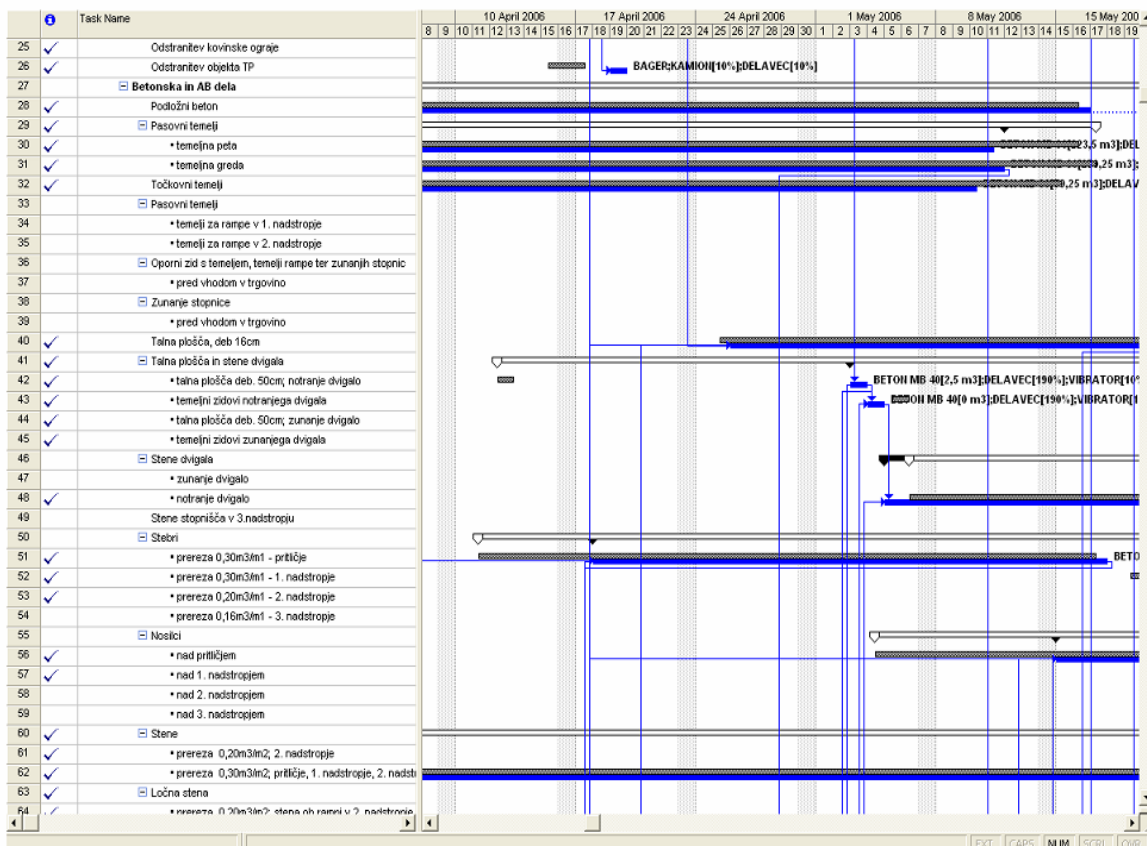 Task Name
10 April 2006 17 April 2006 24 April 2006 1 May 2006 8 May 2006 15 May 200
8 9 10 11 12 13 14 15 16 17 18 19 20 21 22 23 24 25 26 27 28 29 30 1 2 3 4 5 6 7 8 9 10 11 12 13 14 15 16 17 18 19
25 Odstranitev kovinske ograje
26 Odstranitev objekta TP BAGER;KAMION[10%];DELAVEC[10%]
27 Betonska in AB dela
28 Podložni beton
29 Pasovni temelji
30 • temeljna peta
31 • temeljna greda
32 Točkovni temelji
33 Pasovni temelji
34 • temelji za rampe v 1. nadstropje
35 • temelji za rampe v 2. nadstropje
36 Oporni zid s temeljem, temelji rampe ter zunanjih stopnic
37 • pred vhodom v trgovino
38 Zunanje stopnice
39 • pred vhodom v trgovino
40 Talna plošča, deb 16cm
41 Talna plošča in stene dvigala
42 • talna plošča deb. 50cm; notranje dvigalo BETON MB 40[2,5 m3];DELAVEC[190%];VIBRATOR[10%
43 • temeljni zidovi notranjega dvigala BETON MB 40[0 m3];DELAVEC[190%];VIBRATOR[1
44 • talna plošča deb. 50cm; zunanje dvigalo
45 • temeljni zidovi zunanjega dvigala
46 Stene dvigala
47 • zunanje dvigalo
48 • notranje dvigalo
49 Stene stopnišča v 3.nadstropju
50 Stebri
51 • prereza 0,30m3/m1 - pritličje BETO
52 • prereza 0,30m3/m1 - 1. nadstropje
53 • prereza 0,20m3/m1 - 2. nadstropje
54 • prereza 0,16m3/m1 - 3. nadstropje
55 Nosilci
56 • nad pritličjem
57 • nad 1. nadstropjem
58 • nad 2. nadstropjem
59 • nad 3. nadstropjem
60 Stene
61 • prereza 0,20m3/m2; 2. nadstropje
62 • prereza 0,30m3/m2; pritličje, 1. nadstropje, 2. nadst
63 Ločna stena
64 • prereza 0,20m3/m2; stena ob rampi v 2. nadstropje
EXT CAPS NUM SCRL OVR